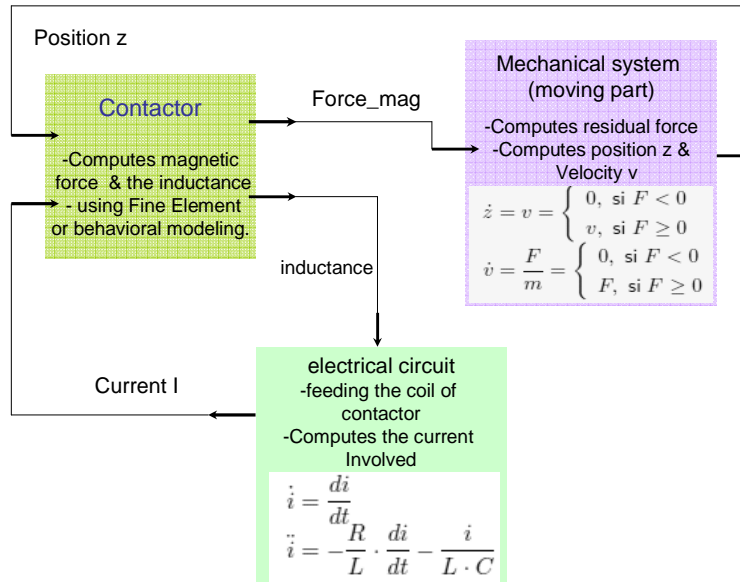 Position z
Contactor
-Computes magnetic
force & the inductance
- using Fine Element
or behavioral modeling.
Force_mag
Mechanical system
(moving part)
-Computes residual force
-Computes position z &
Velocity v
ż = v = { 0, si F < 0
v, si F ≥ 0
v̇ = F/m = { 0, si F < 0
F, si F ≥ 0
inductance
Current I
electrical circuit
-feeding the coil of
contactor
-Computes the current
Involved
i̇ = di/dt
ï = -R/L · di/dt - i/(L · C)